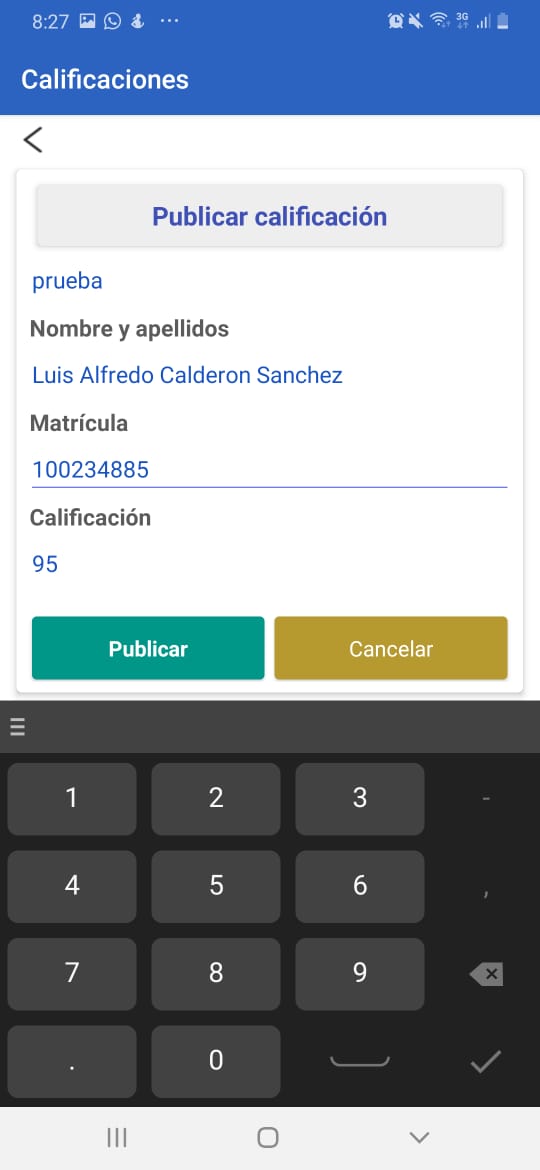 8:27
3G
Calificaciones
Publicar calificación
prueba
Nombre y apellidos
Luis Alfredo Calderon Sanchez
Matrícula
100234885
Calificación
95
Publicar Cancelar
1 2 3 -
4 5 6 ,
7 8 9
. 0